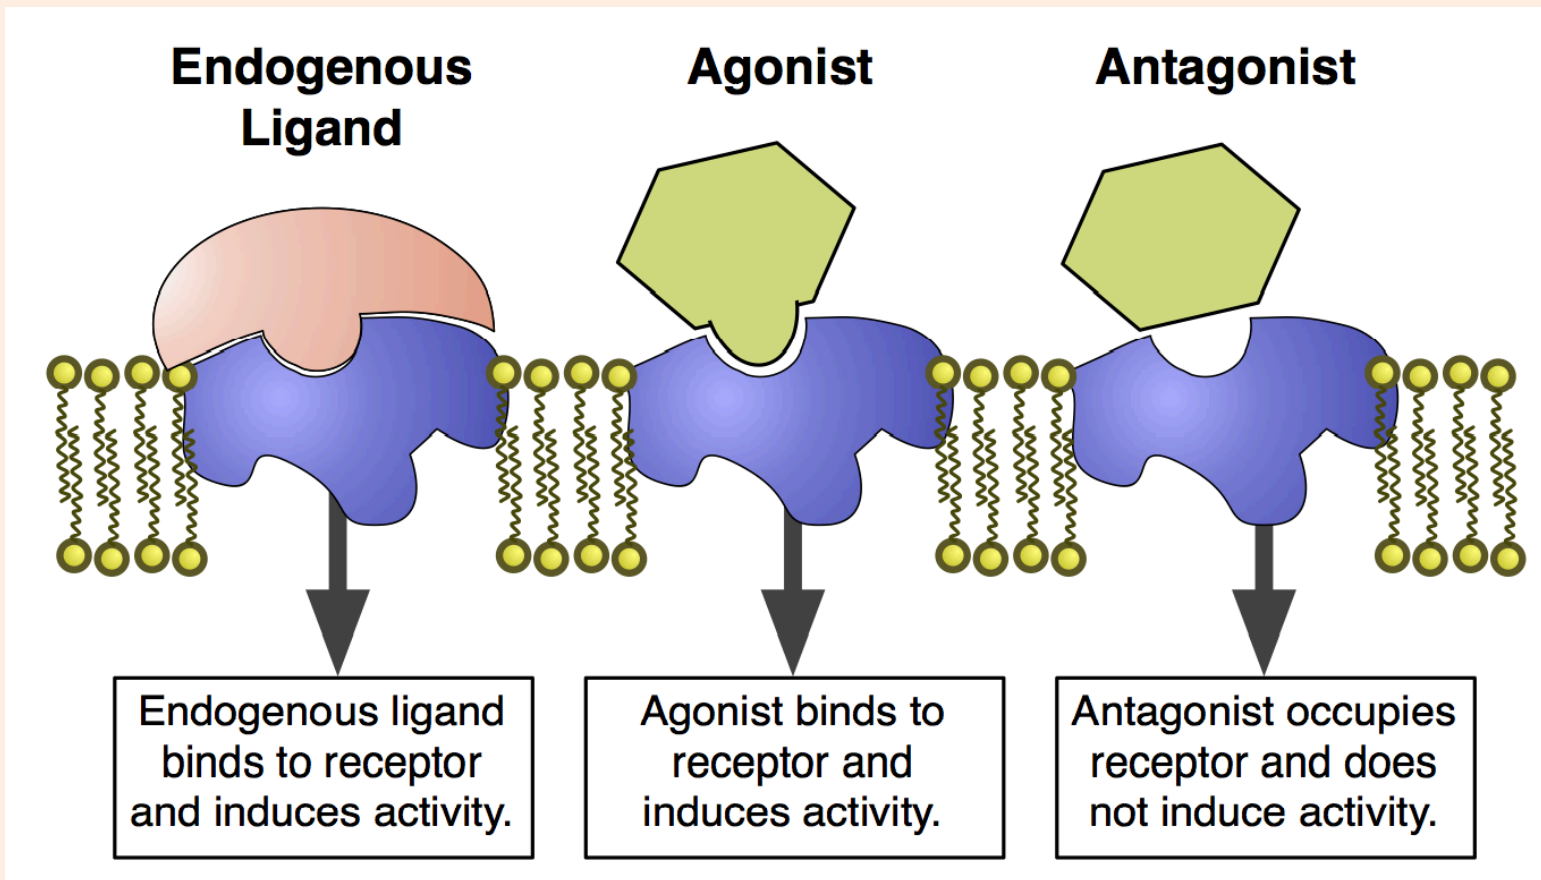 Endogenous
Ligand
Agonist
Antagonist
Endogenous ligand
binds to receptor
and induces activity.
Agonist binds to
receptor and
induces activity.
Antagonist occupies
receptor and does
not induce activity.